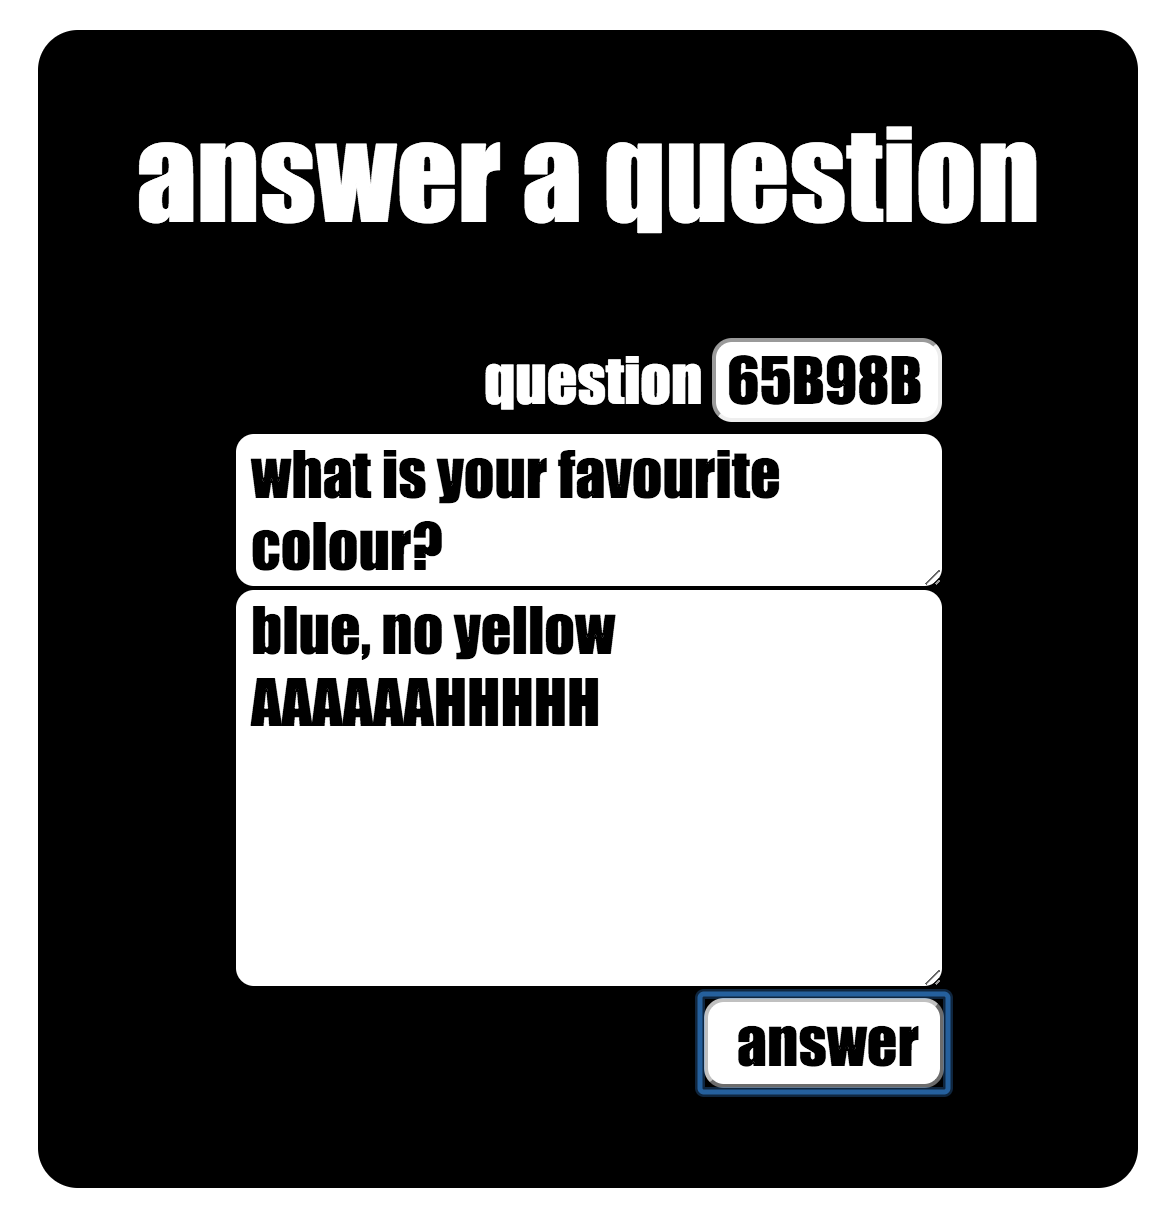 answer a question
question 65B98B
what is your favourite
colour?
blue, no yellow
AAAAAAHHHHH
answer